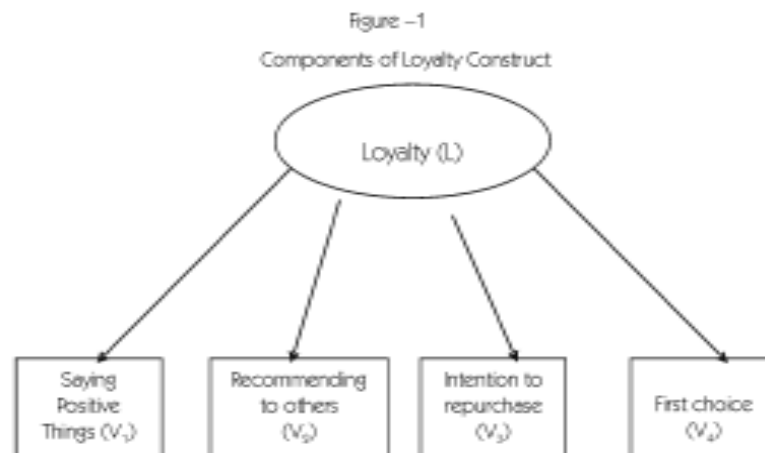 Figure –1
Components of Loyalty Construct
Loyalty (L)
Saying
Positive
Things (V₁)
Recommending
to others
(V₂)
Intention to
repurchase
(V₃)
First choice
(V₄)